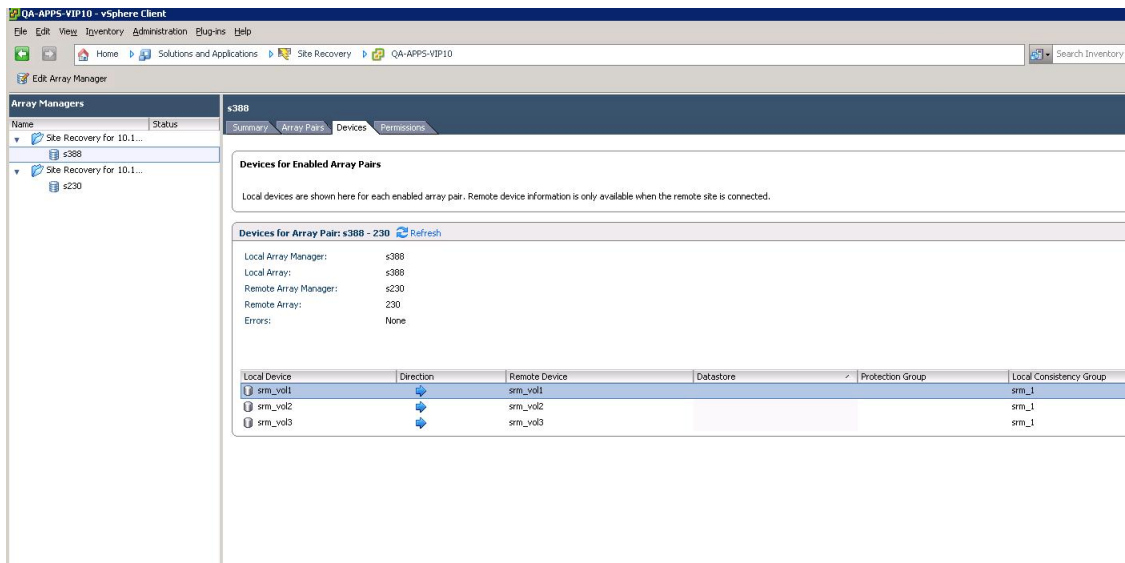 QA-APPS-VIP10 - vSphere Client
File Edit View Inventory Administration Plug-ins Help
Home Solutions and Applications Site Recovery QA-APPS-VIP10 Search Inventory
Edit Array Manager
Array Managers
Name Status
Site Recovery for 10.1...
s388
Site Recovery for 10.1...
s230
s388
Summary Array Pairs Devices Permissions
Devices for Enabled Array Pairs
Local devices are shown here for each enabled array pair. Remote device information is only available when the remote site is connected.
Devices for Array Pair: s388 - 230 Refresh
Local Array Manager: s388
Local Array: s388
Remote Array Manager: s230
Remote Array: 230
Errors: None
Local Device Direction Remote Device Datastore Protection Group Local Consistency Group
srm_vol1 srm_vol1 srm_1
srm_vol2 srm_vol2 srm_1
srm_vol3 srm_vol3 srm_1